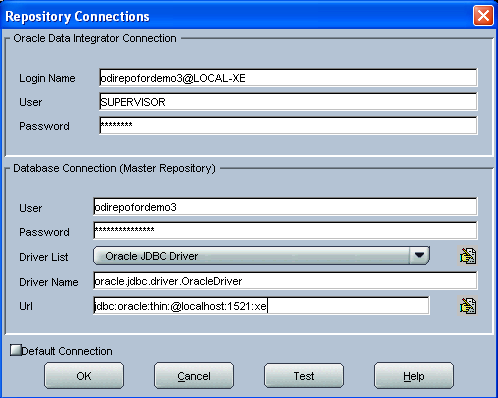 Repository Connections
Oracle Data Integrator Connection
Login Name odirepofordemo3@LOCAL-XE
User SUPERVISOR
Password ********
Database Connection (Master Repository)
User odirepofordemo3
Password **************
Driver List Oracle JDBC Driver
Driver Name oracle.jdbc.driver.OracleDriver
Url jdbc:oracle:thin:@localhost:1521:xe
Default Connection
OK Cancel Test Help